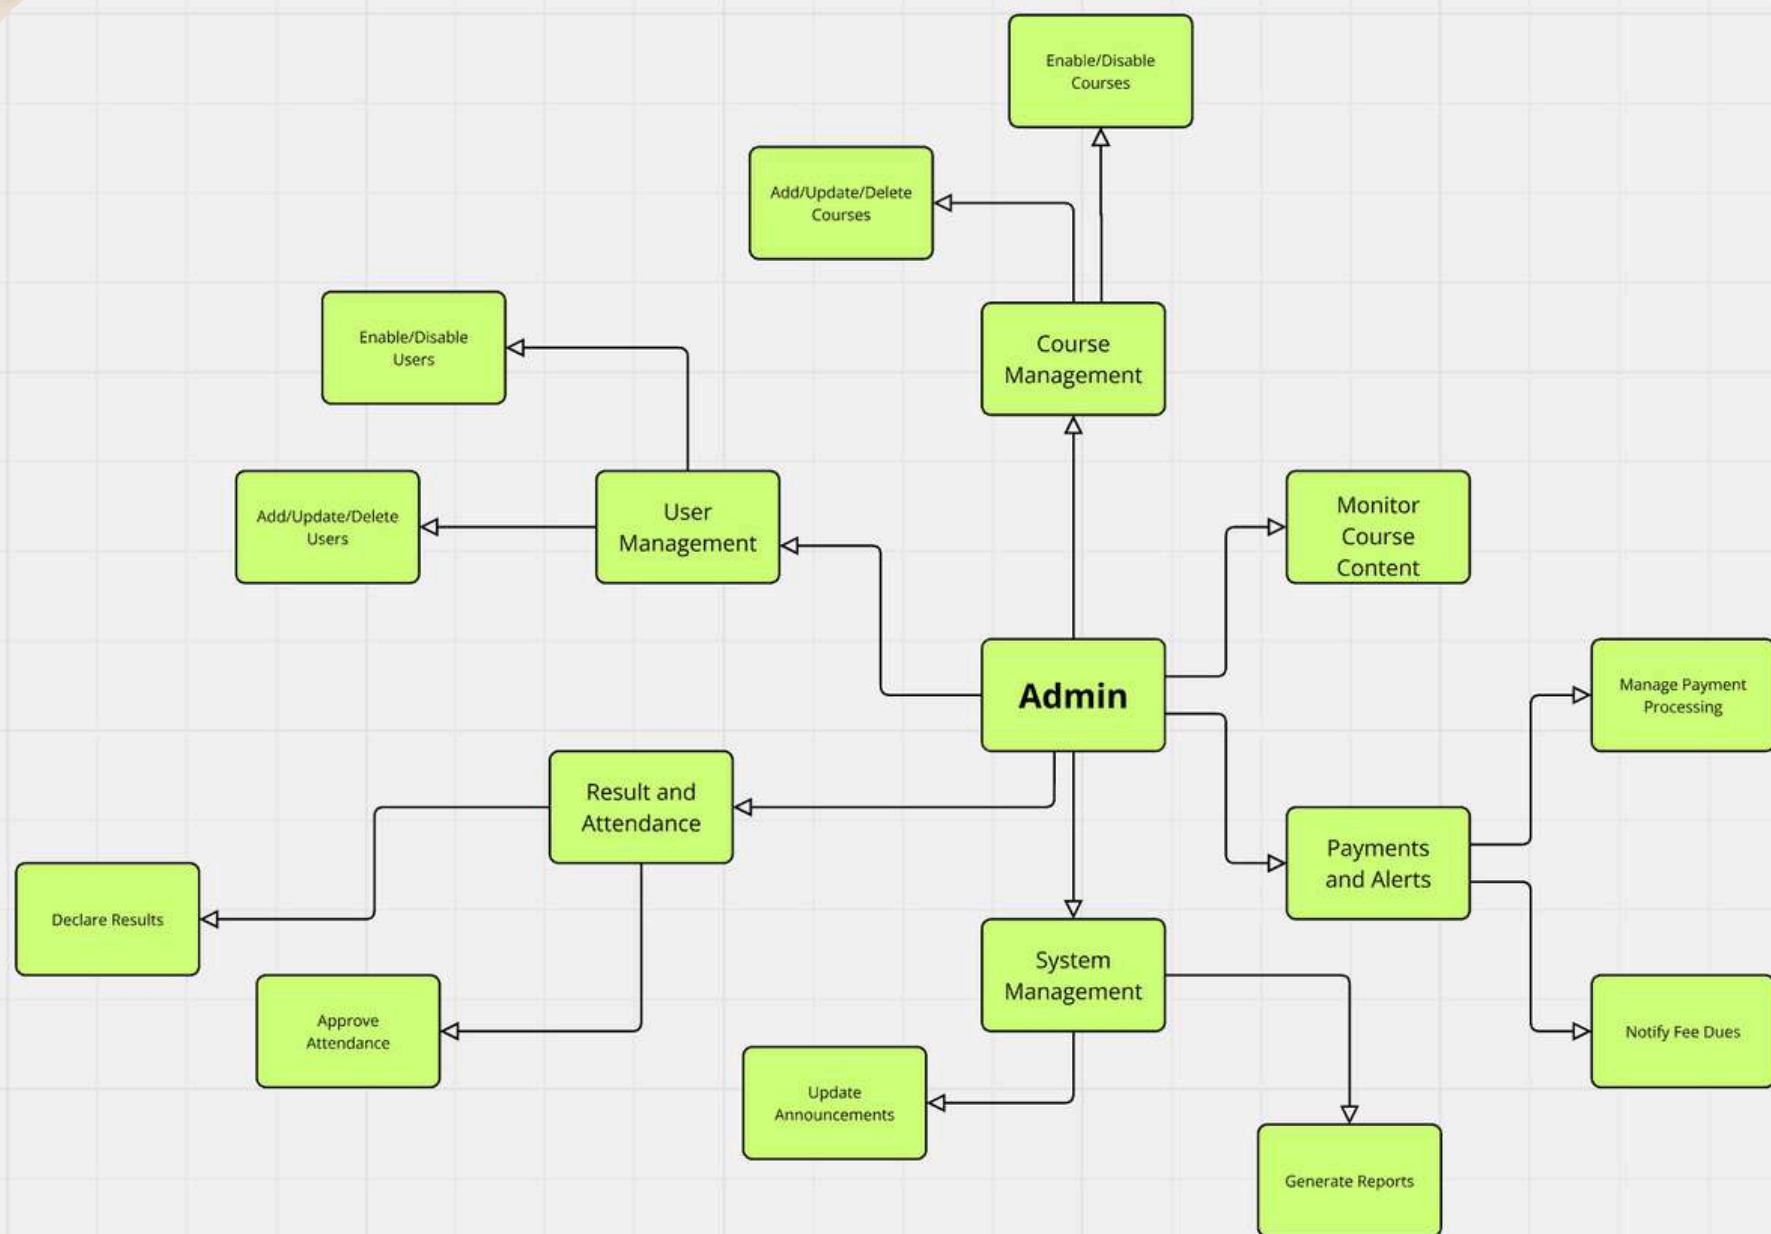 Enable/Disable
Courses
Add/Update/Delete
Courses
Enable/Disable
Users
Course
Management
Add/Update/Delete
Users
User
Management
Monitor
Course
Content
Admin
Manage Payment
Processing
Result and
Attendance
Payments
and Alerts
Declare Results
System
Management
Approve
Attendance
Notify Fee Dues
Update
Announcements
Generate Reports